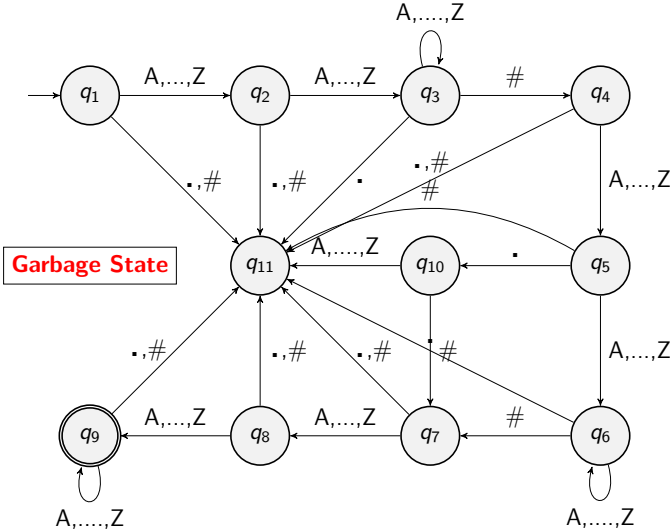 A,....,Z
q1 A,...,Z q2 A,...,Z q3 # q4
.,#
.,#
.
.,#
#
A,...,Z
Garbage State
q11 A,....,Z q10 . q5
.,#
.,#
.,#
.
#
A,...,Z
q9 A,...,Z q8 A,...,Z q7 # q6
A,....,Z
A,....,Z